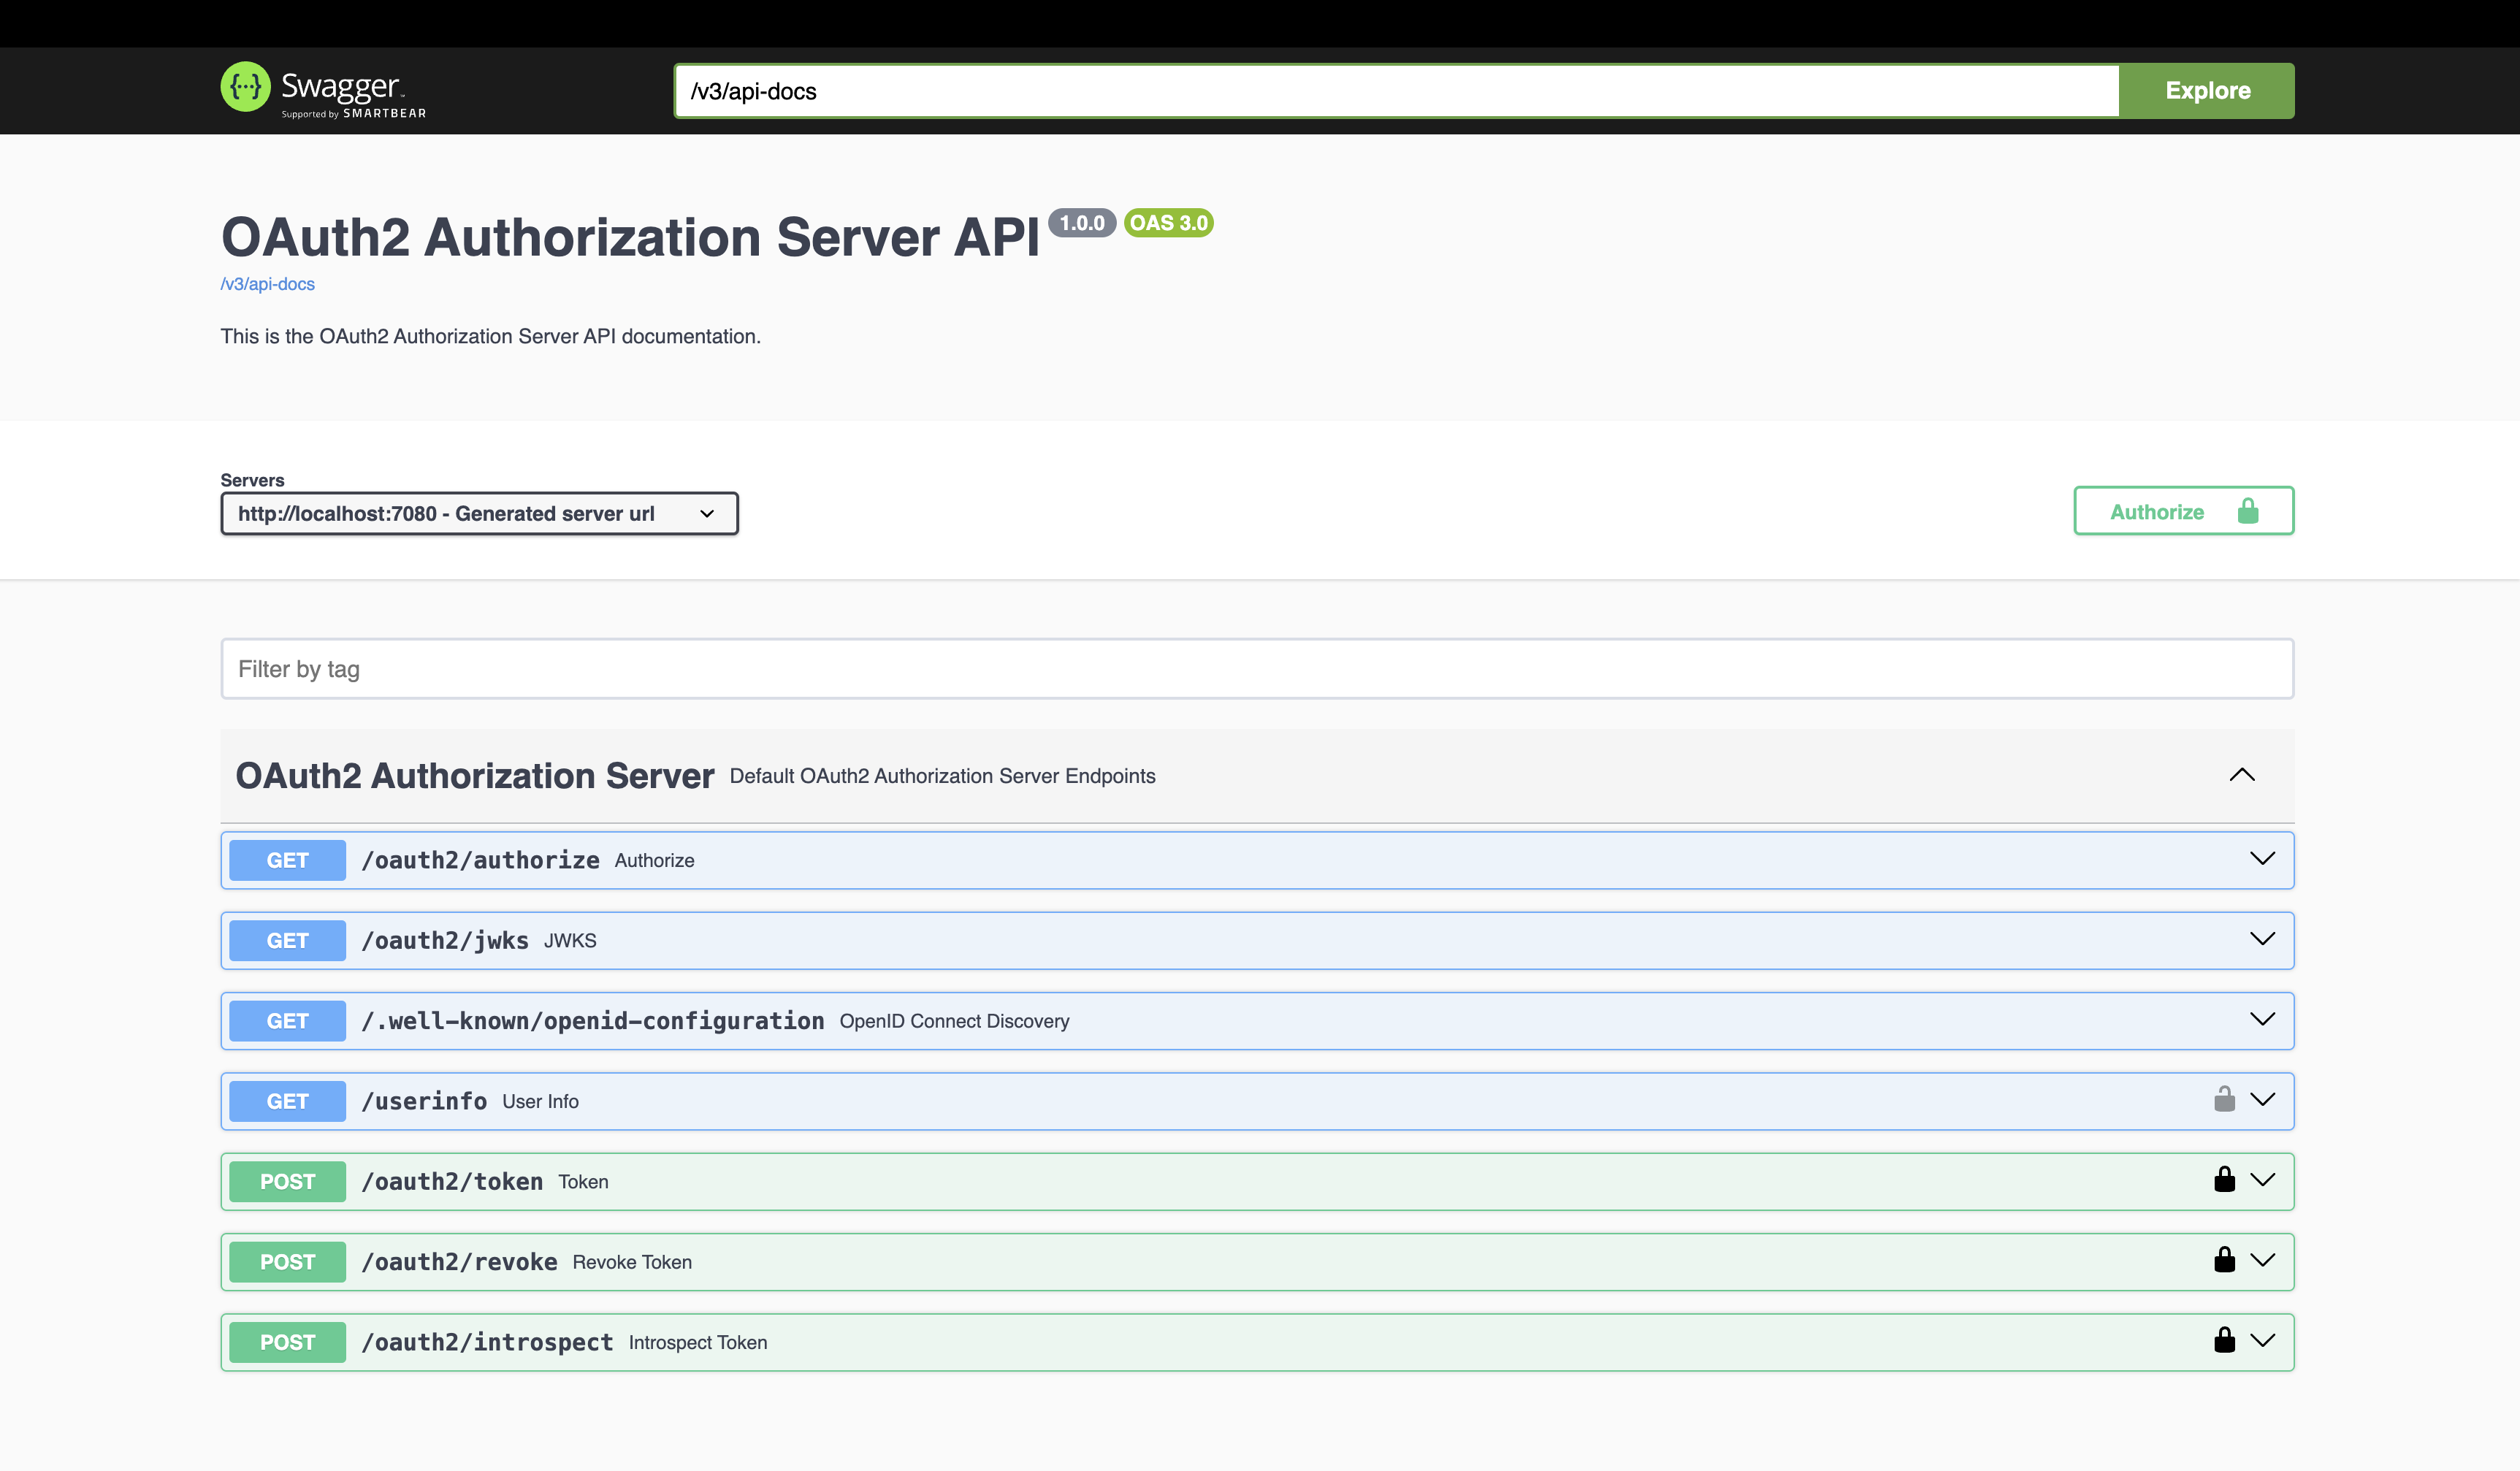 {···} Swagger™
Supported by SMARTBEAR
/v3/api-docs
Explore
OAuth2 Authorization Server API 1.0.0 OAS 3.0
/v3/api-docs
This is the OAuth2 Authorization Server API documentation.
Servers
http://localhost:7080 - Generated server url
Authorize
Filter by tag
OAuth2 Authorization Server Default OAuth2 Authorization Server Endpoints
GET /oauth2/authorize Authorize
GET /oauth2/jwks JWKS
GET /.well-known/openid-configuration OpenID Connect Discovery
GET /userinfo User Info
POST /oauth2/token Token
POST /oauth2/revoke Revoke Token
POST /oauth2/introspect Introspect Token